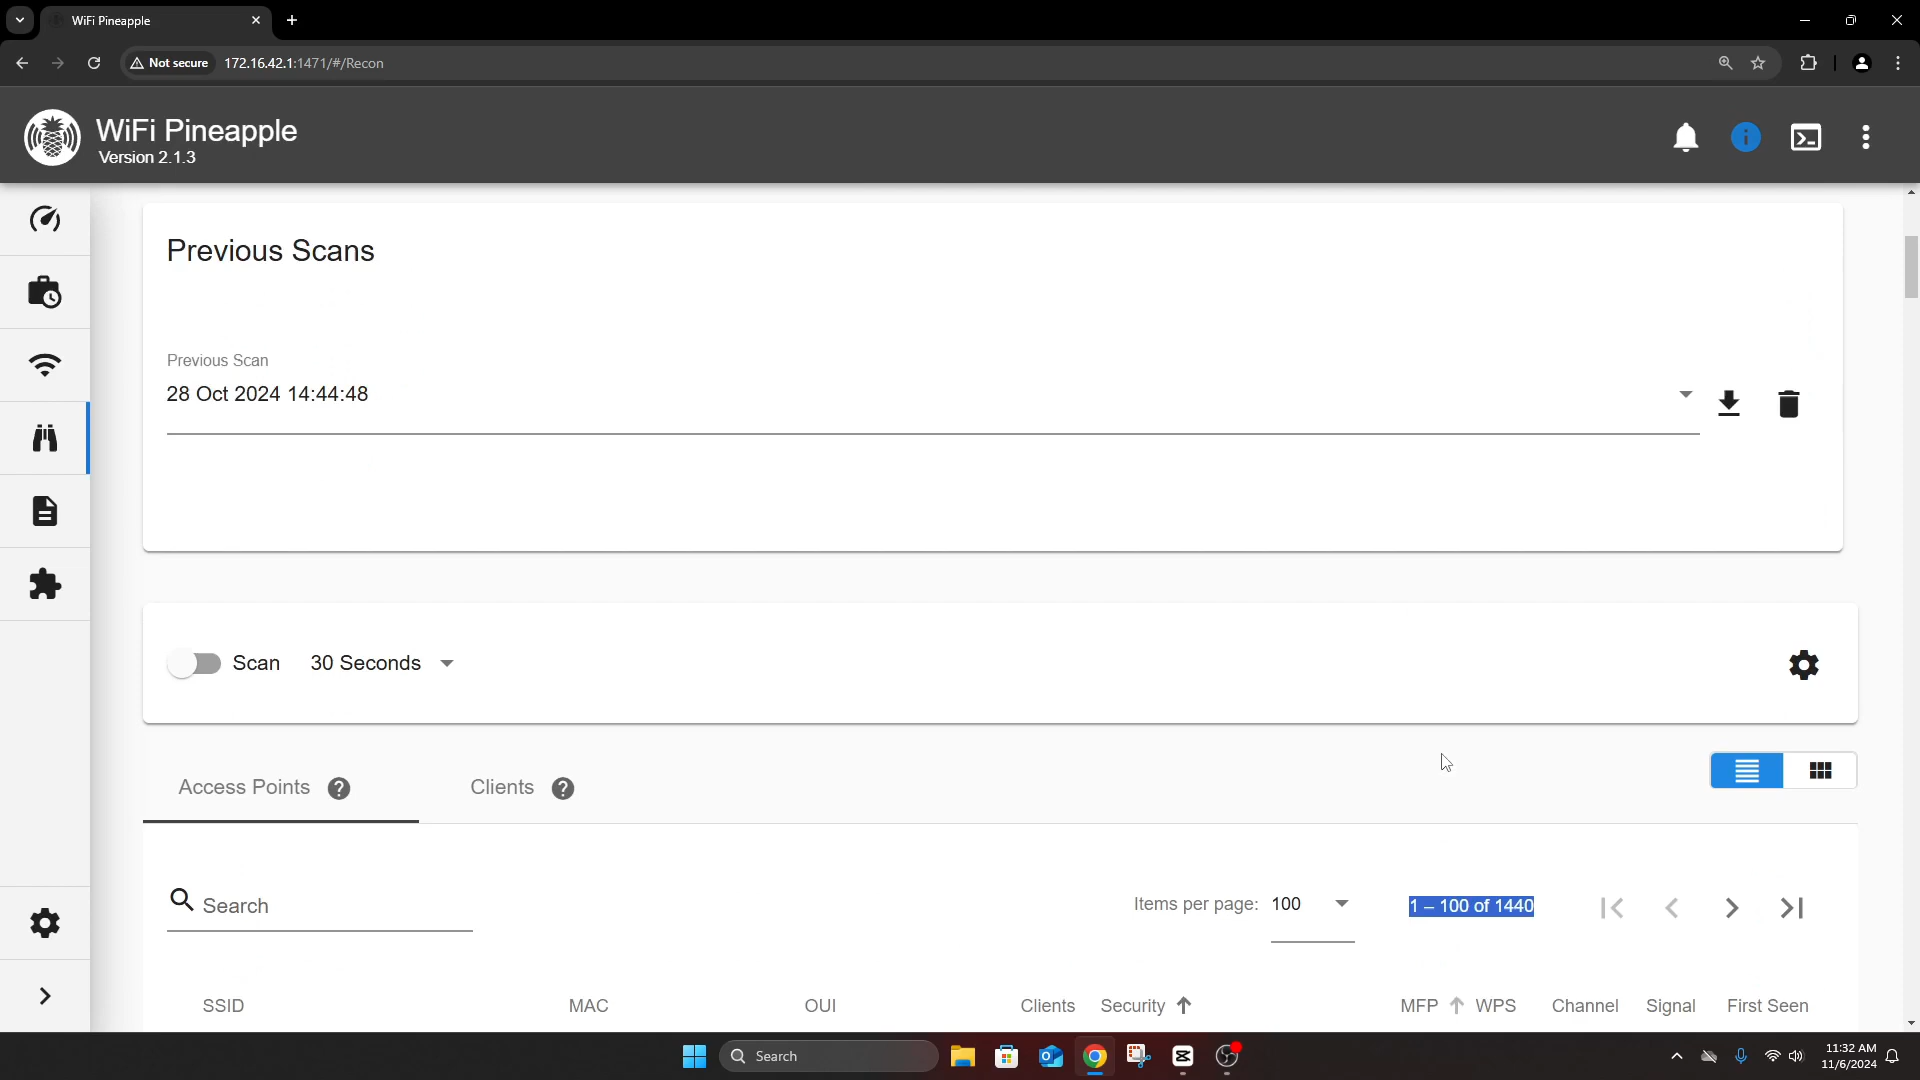 WiFi Pineapple
Not secure
172.16.42.1:1471/#/Recon
WiFi Pineapple
Version 2.1.3
Previous Scans
Previous Scan
28 Oct 2024 14:44:48
Scan
30 Seconds
Access Points ?
Clients ?
Search
Items per page: 100
1 – 100 of 1440
SSID
MAC
OUI
Clients
Security
MFP
WPS
Channel
Signal
First Seen
Search
11:32 AM
11/6/2024